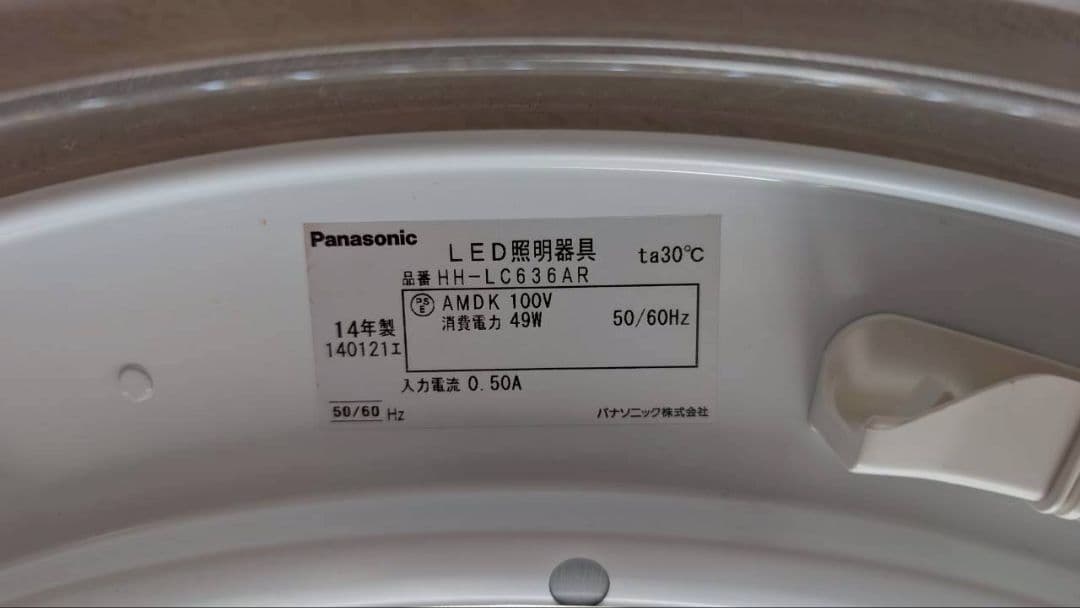 Panasonic
LED照明器具 ta30℃
品番 HH-LC636AR
PSE AMDK 100V
消費電力 49W 50/60Hz
14年製
140121エ
入力電流 0.50A
50/60 Hz
パナソニック株式会社